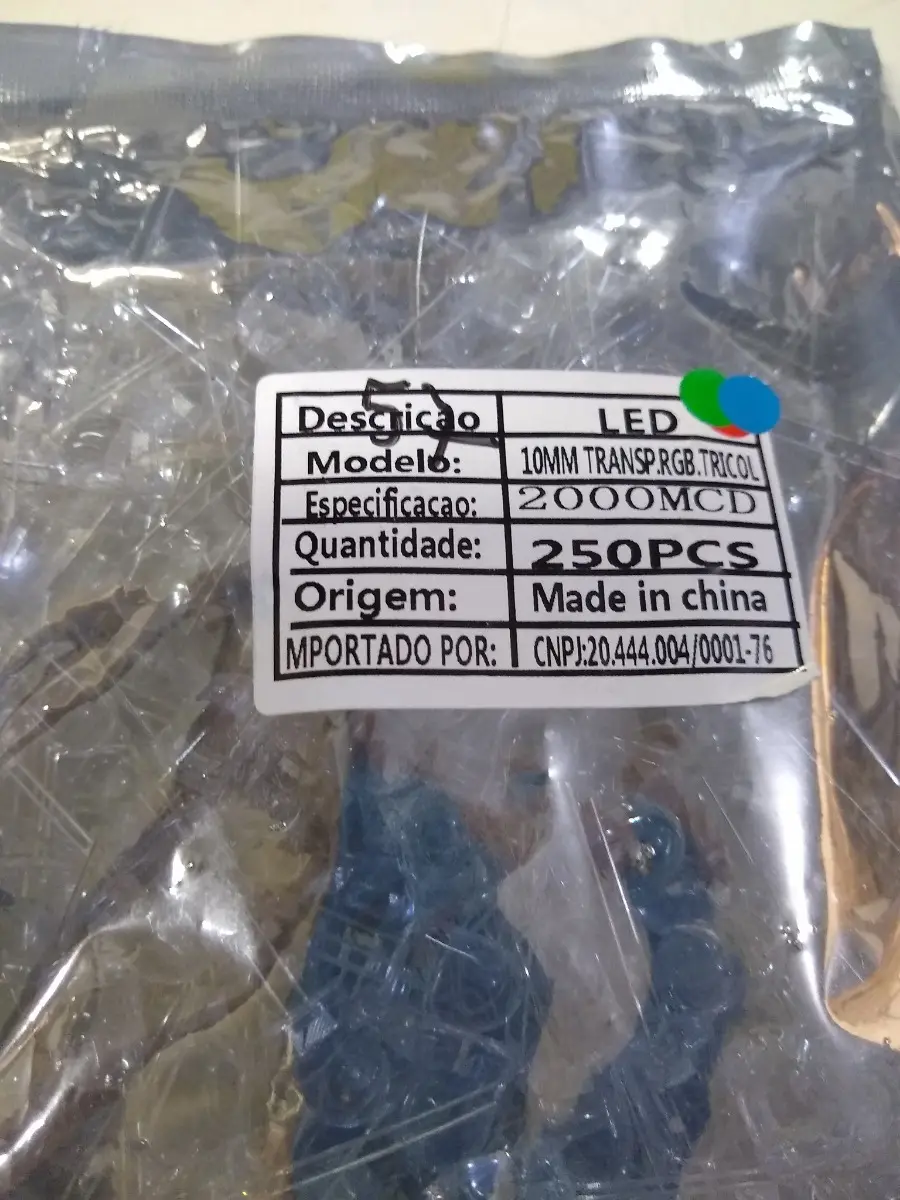 Descricao LED
Modelo: 10MM TRANSP.RGB.TRICOL
Especificacao: 2000MCD
Quantidade: 250PCS
Origem: Made in china
MPORTADO POR: CNPJ:20.444.004/0001-76